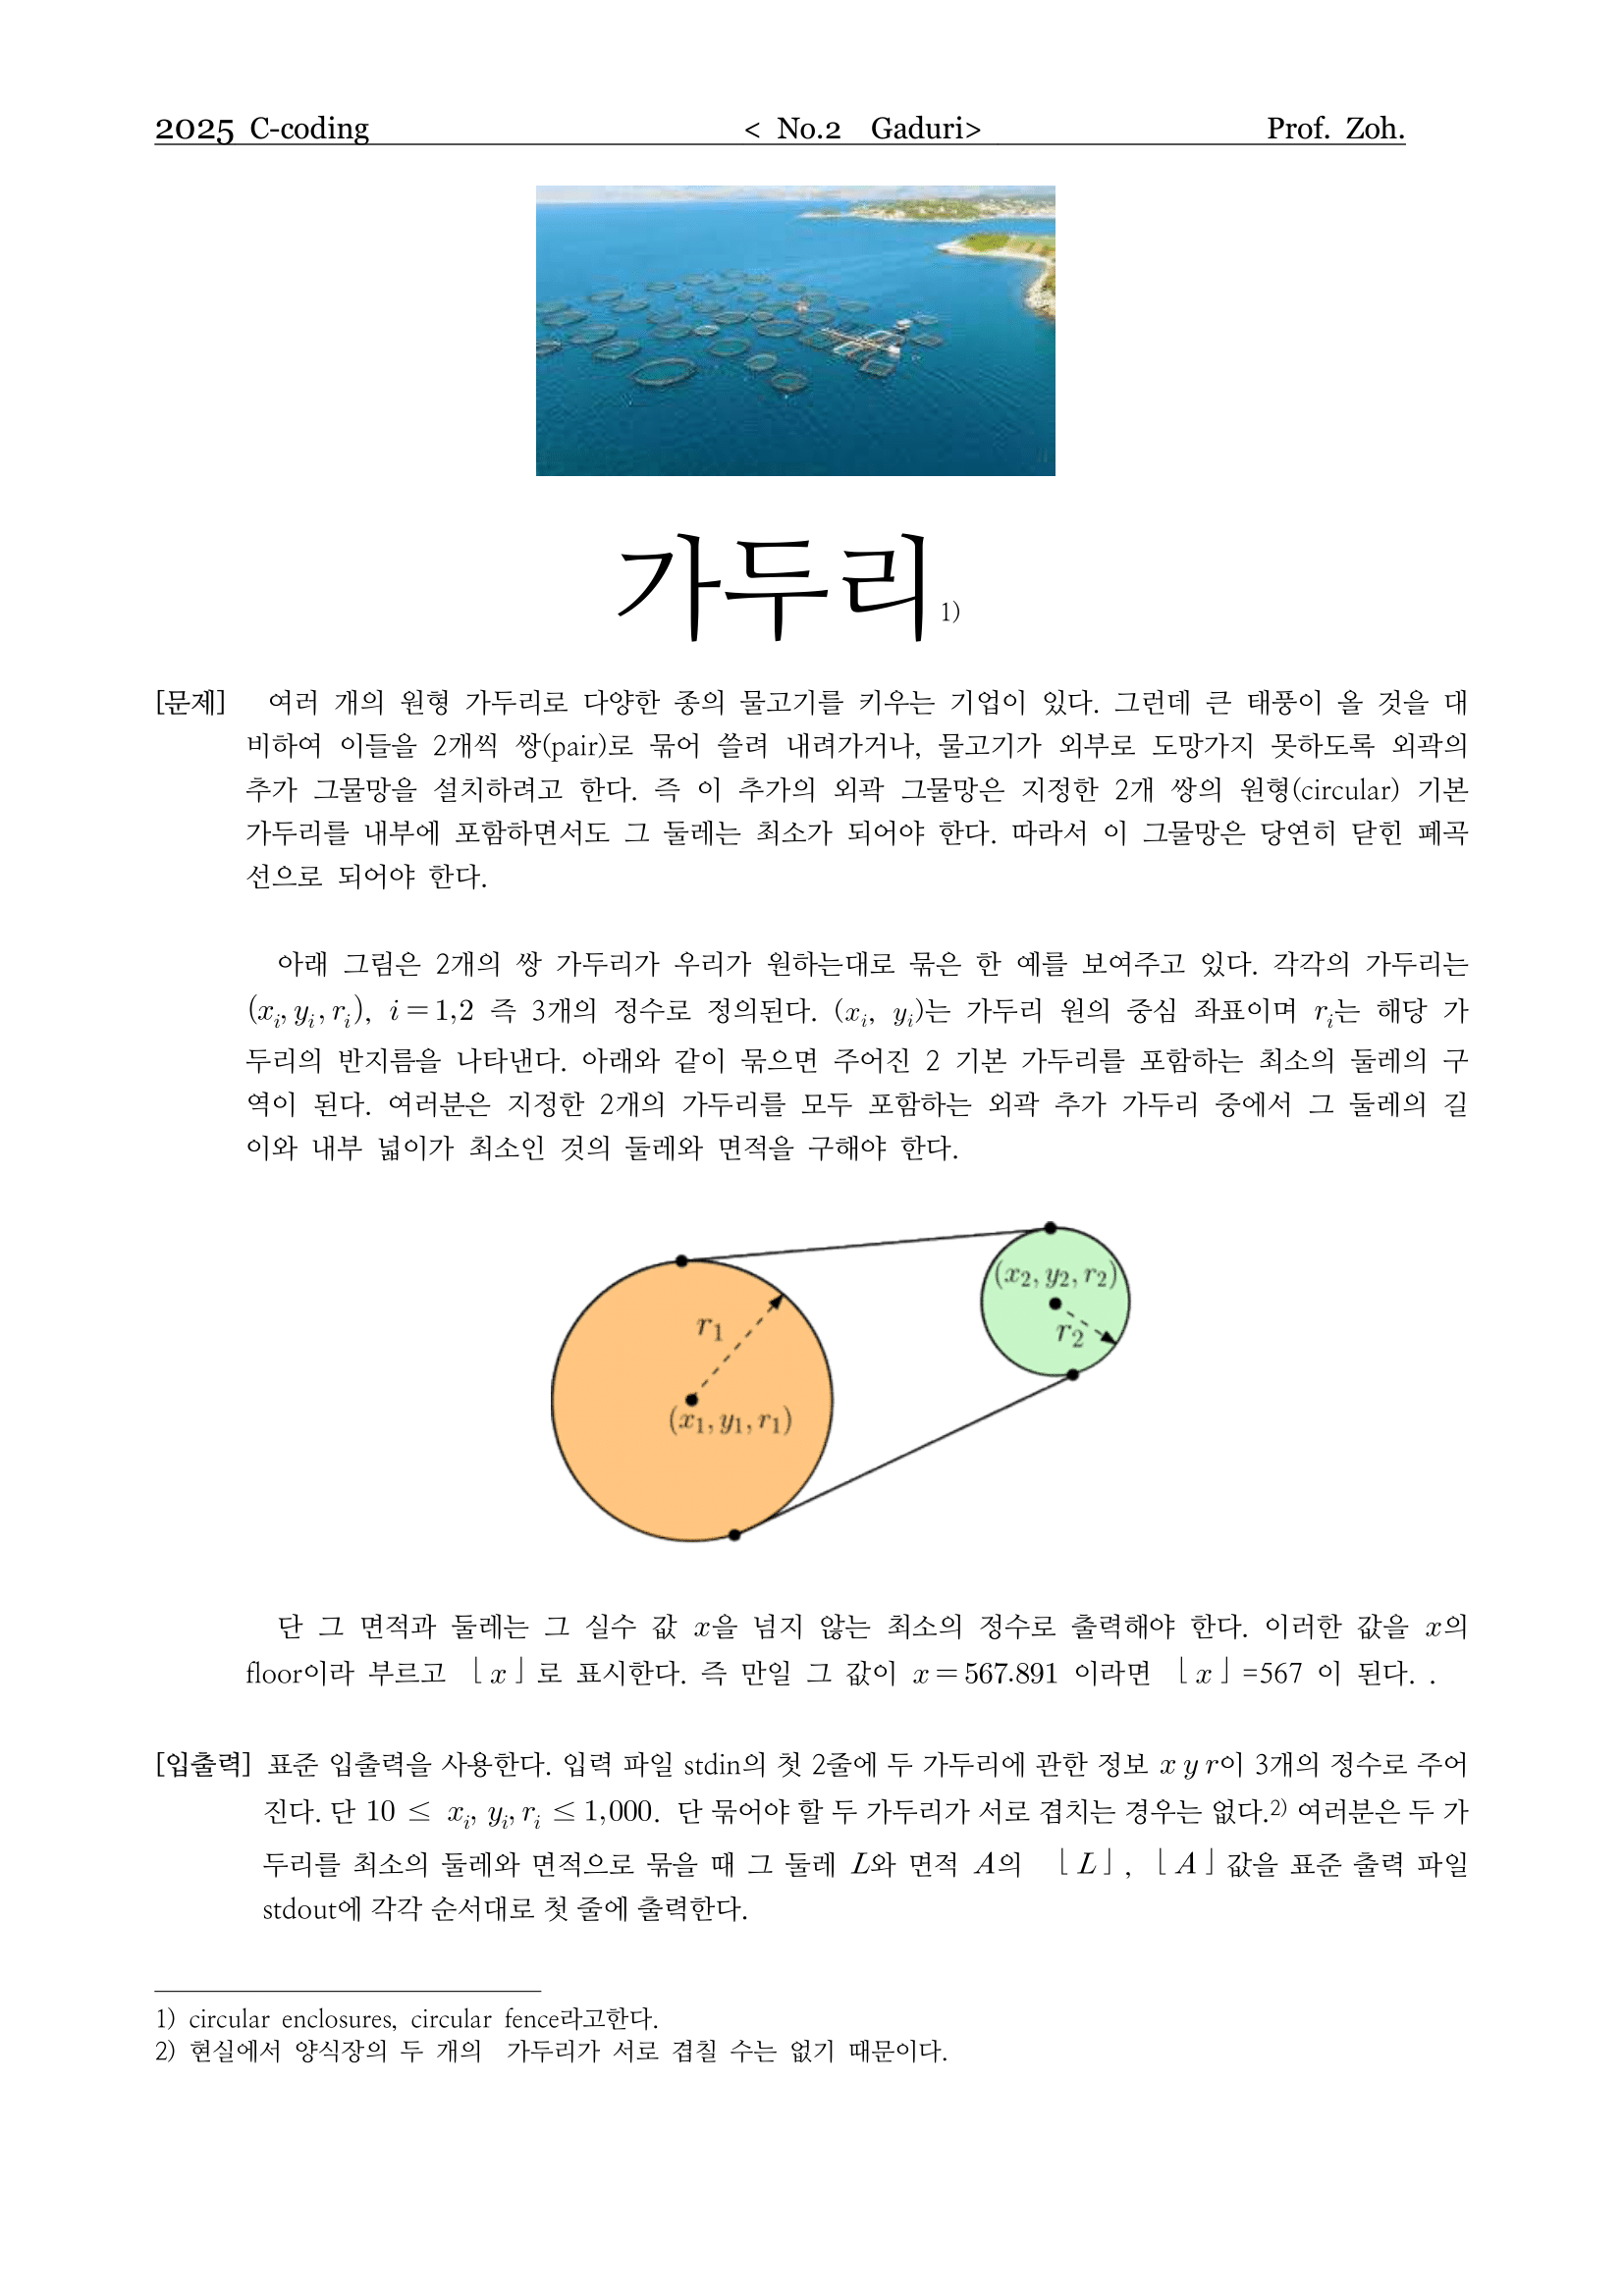 2025 C-coding < No.2 Gaduri> Prof. Zoh.
가두리1)
[문제] 여러 개의 원형 가두리로 다양한 종의 물고기를 키우는 기업이 있다. 그런데 큰 태풍이 올 것을 대
비하여 이들을 2개씩 쌍(pair)로 묶어 쓸려 내려가거나, 물고기가 외부로 도망가지 못하도록 외곽의
추가 그물망을 설치하려고 한다. 즉 이 추가의 외곽 그물망은 지정한 2개 쌍의 원형(circular) 기본
가두리를 내부에 포함하면서도 그 둘레는 최소가 되어야 한다. 따라서 이 그물망은 당연히 닫힌 폐곡
선으로 되어야 한다.
아래 그림은 2개의 쌍 가두리가 우리가 원하는대로 묶은 한 예를 보여주고 있다. 각각의 가두리는
(xᵢ, yᵢ, rᵢ), i = 1,2 즉 3개의 정수로 정의된다. (xᵢ, yᵢ)는 가두리 원의 중심 좌표이며 rᵢ는 해당 가
두리의 반지름을 나타낸다. 아래와 같이 묶으면 주어진 2 기본 가두리를 포함하는 최소의 둘레의 구
역이 된다. 여러분은 지정한 2개의 가두리를 모두 포함하는 외곽 추가 가두리 중에서 그 둘레의 길
이와 내부 넓이가 최소인 것의 둘레와 면적을 구해야 한다.
(x₂, y₂, r₂)
r₂
r₁
(x₁, y₁, r₁)
단 그 면적과 둘레는 그 실수 값 x을 넘지 않는 최소의 정수로 출력해야 한다. 이러한 값을 x의
floor이라 부르고 ⌊x⌋로 표시한다. 즉 만일 그 값이 x = 567.891 이라면 ⌊x⌋=567 이 된다. .
[입출력] 표준 입출력을 사용한다. 입력 파일 stdin의 첫 2줄에 두 가두리에 관한 정보 x y r이 3개의 정수로 주어
진다. 단 10 ≤ xᵢ, yᵢ, rᵢ ≤ 1,000. 단 묶어야 할 두 가두리가 서로 겹치는 경우는 없다.2) 여러분은 두 가
두리를 최소의 둘레와 면적으로 묶을 때 그 둘레 L와 면적 A의 ⌊L⌋, ⌊A⌋값을 표준 출력 파일
stdout에 각각 순서대로 첫 줄에 출력한다.
1) circular enclosures, circular fence라고한다.
2) 현실에서 양식장의 두 개의 가두리가 서로 겹칠 수는 없기 때문이다.